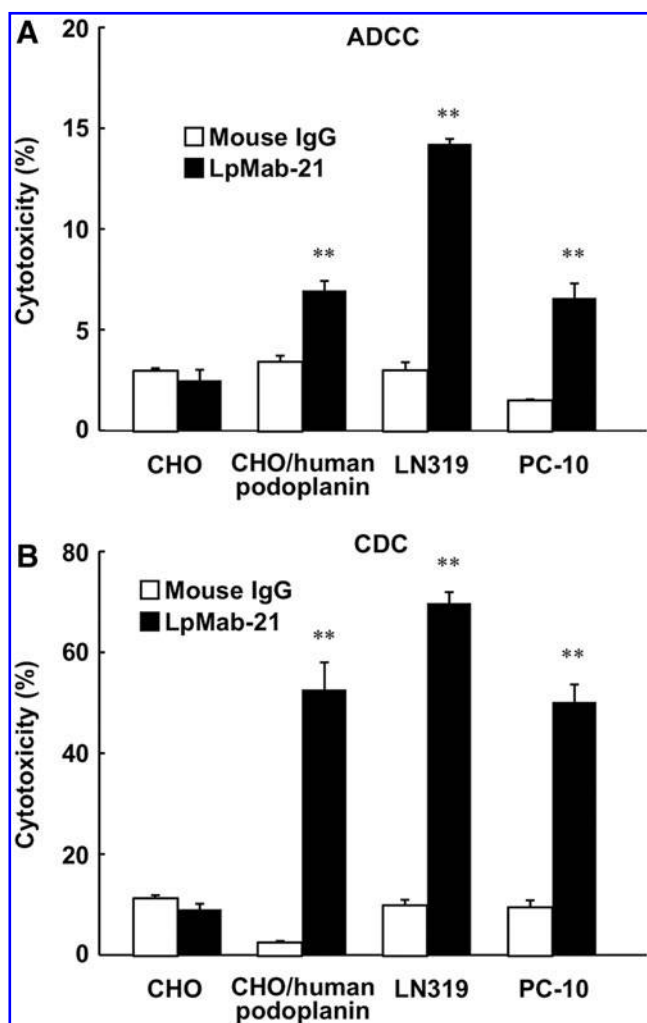 A
ADCC
20
15
10
5
0
Cytotoxicity (%)
Mouse IgG
LpMab-21
**
**
**
CHO
CHO/human
podoplanin
LN319
PC-10
B
CDC
80
60
40
20
0
Cytotoxicity (%)
Mouse IgG
LpMab-21
**
**
**
CHO
CHO/human
podoplanin
LN319
PC-10